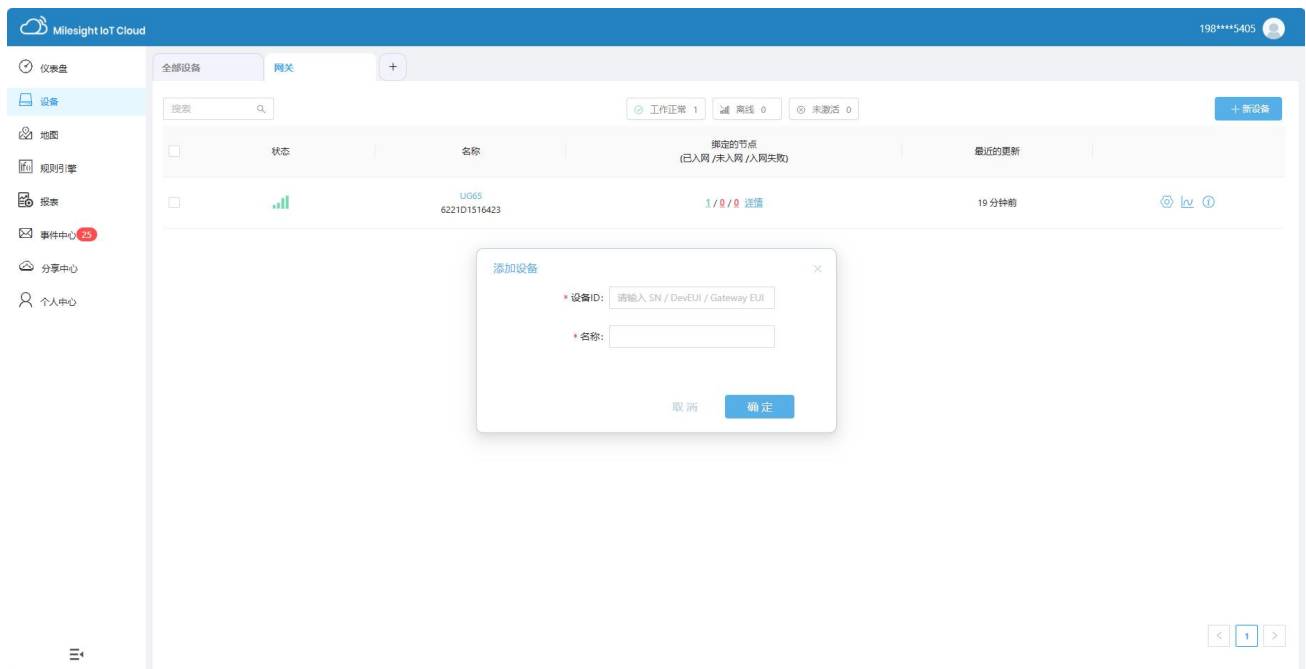 Milesight IoT Cloud
198****5405
仪表盘
设备
地图
规则引擎
报表
事件中心 25
分享中心
个人中心
全部设备 网关 +
搜索 工作正常 1 离线 0 未激活 0 +新设备
状态 名称 绑定的节点 最近的更新
(已入网 /未入网 /入网失败)
UG65
6221D1516423
1 / 0 / 0 详情 19 分钟前
添加设备
* 设备ID: 请输入 SN / DevEUI / Gateway EUI
* 名称:
取消 确定
< 1 >